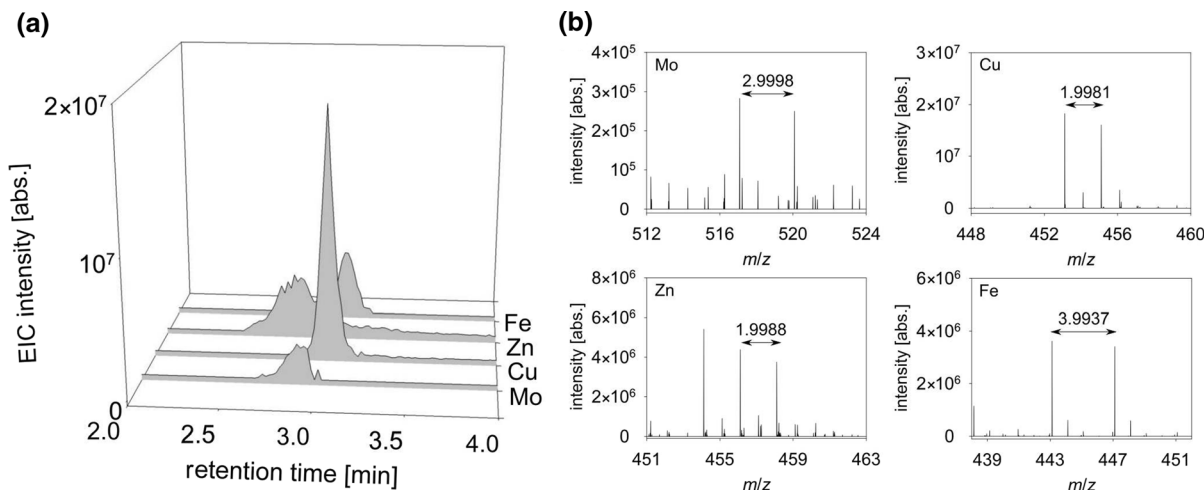 (a)
2×10⁷
10⁷
0
EIC intensity [abs.]
2.0 2.5 3.0 3.5 4.0
retention time [min]
Fe
Zn
Cu
Mo
(b)
Mo
2.9998
4×10⁵
3×10⁵
2×10⁵
10⁵
0
intensity [abs.]
512 516 520 524
m/z
Cu
1.9981
3×10⁷
2×10⁷
10⁷
0
intensity [abs.]
448 452 456 460
m/z
Zn
1.9988
8×10⁶
6×10⁶
4×10⁶
2×10⁶
0
intensity [abs.]
451 455 459 463
m/z
Fe
3.9937
6×10⁶
4×10⁶
2×10⁶
0
intensity [abs.]
439 443 447 451
m/z